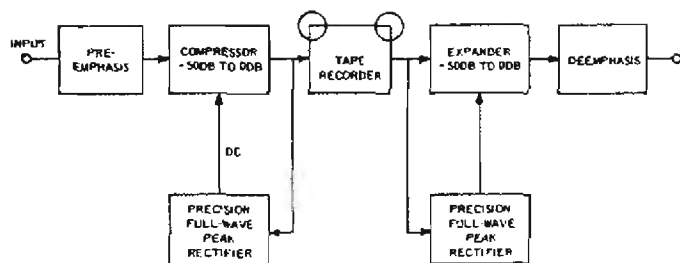 INPUT
PRE-
EMPHASIS
COMPRESSOR
- 50DB TO 0DB
TAPE
RECORDER
EXPANDER
- 50DB TO 0DB
DEEMPHASIS
DC
PRECISION
FULL-WAVE
PEAK
RECTIFIER
PRECISION
FULL-WAVE
PEAK
RECTIFIER